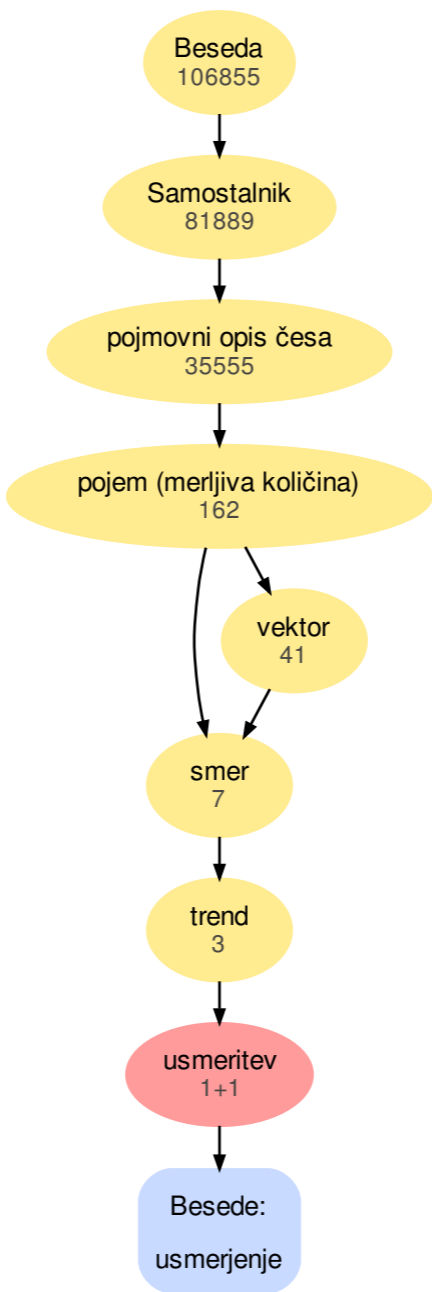 Beseda
106855
Samostalnik
81889
pojmovni opis česa
35555
pojem (merljiva količina)
162
vektor
41
smer
7
trend
3
usmeritev
1+1
Besede:
usmerjenje